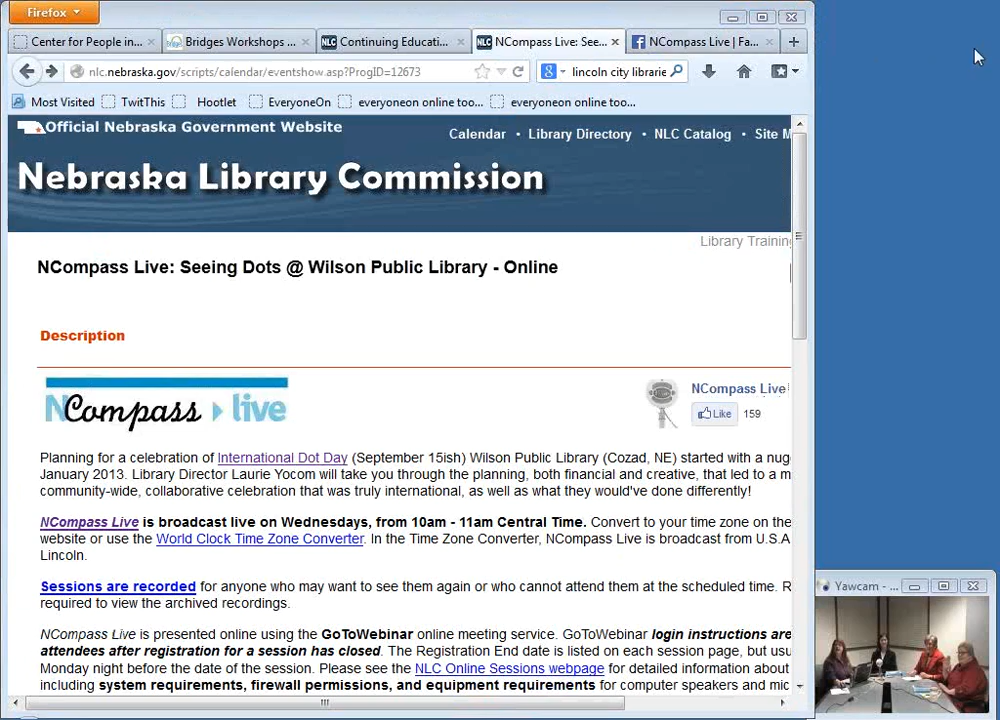 Firefox
Center for People in...
Bridges Workshops ...
NLC Continuing Educati...
NLC NCompass Live: See...
NCompass Live | Fa...
nlc.nebraska.gov/scripts/calendar/eventshow.asp?ProgID=12673
lincoln city librarie
Most Visited TwitThis Hootlet EveryoneOn everyoneon online too... everyoneon online too...
Official Nebraska Government Website
Calendar • Library Directory • NLC Catalog • Site M
Nebraska Library Commission
Library Training
NCompass Live: Seeing Dots @ Wilson Public Library - Online
Description
NCompass live
NCompass Live
Like 159
Planning for a celebration of International Dot Day (September 15ish) Wilson Public Library (Cozad, NE) started with a nug
January 2013. Library Director Laurie Yocom will take you through the planning, both financial and creative, that led to a m
community-wide, collaborative celebration that was truly international, as well as what they would've done differently!
NCompass Live is broadcast live on Wednesdays, from 10am - 11am Central Time. Convert to your time zone on the
website or use the World Clock Time Zone Converter. In the Time Zone Converter, NCompass Live is broadcast from U.S.A
Lincoln.
Sessions are recorded for anyone who may want to see them again or who cannot attend them at the scheduled time. R
required to view the archived recordings.
NCompass Live is presented online using the GoToWebinar online meeting service. GoToWebinar login instructions are
attendees after registration for a session has closed. The Registration End date is listed on each session page, but usu
Monday night before the date of the session. Please see the NLC Online Sessions webpage for detailed information about
including system requirements, firewall permissions, and equipment requirements for computer speakers and mic
Yawcam - ...